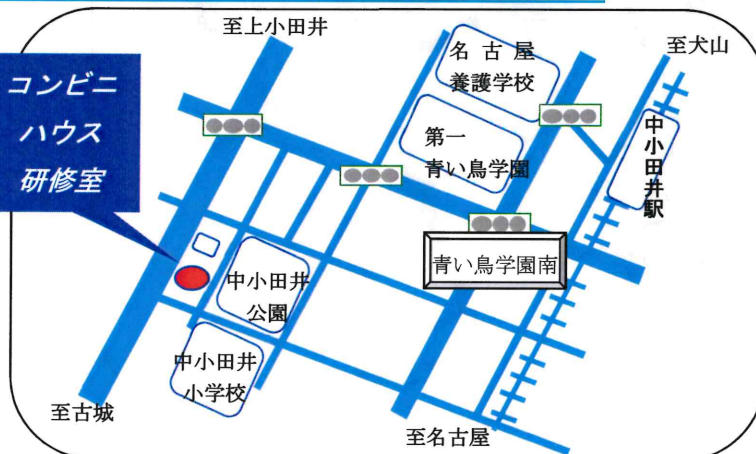 至上小田井
コンビニ
ハウス
研修室
名古屋
養護学校
第一
青い鳥学園
至犬山
中小田井駅
青い鳥学園南
中小田井
公園
中小田井
小学校
至古城
至名古屋